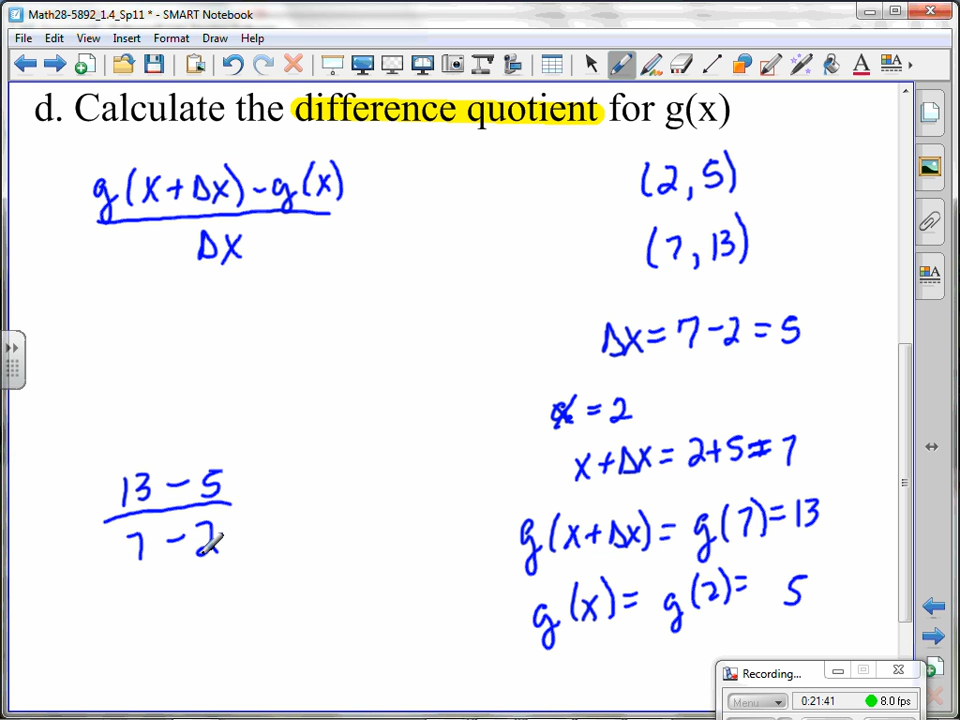 Math28-5892_1.4_Sp11 * - SMART Notebook
File Edit View Insert Format Draw Help
d. Calculate the difference quotient for g(x)
g(x+Δx)-g(x)
Δx
(2,5)
(7,13)
Δx = 7-2 = 5
x = 2
x+Δx = 2+5 = 7
g(x+Δx) = g(7) = 13
g(x) = g(2) = 5
13 - 5
7 - 2
Recording...
Menu 0:21:41 8.0 fps